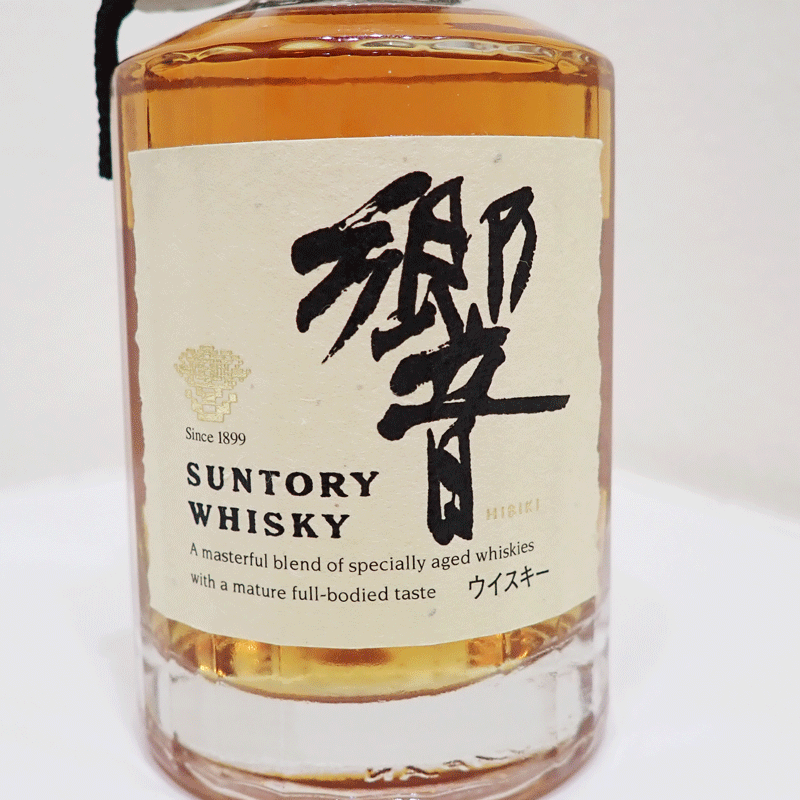 響
Since 1899
SUNTORY
WHISKY
HIBIKI
A masterful blend of specially aged whiskies
with a mature full-bodied taste
ウイスキー